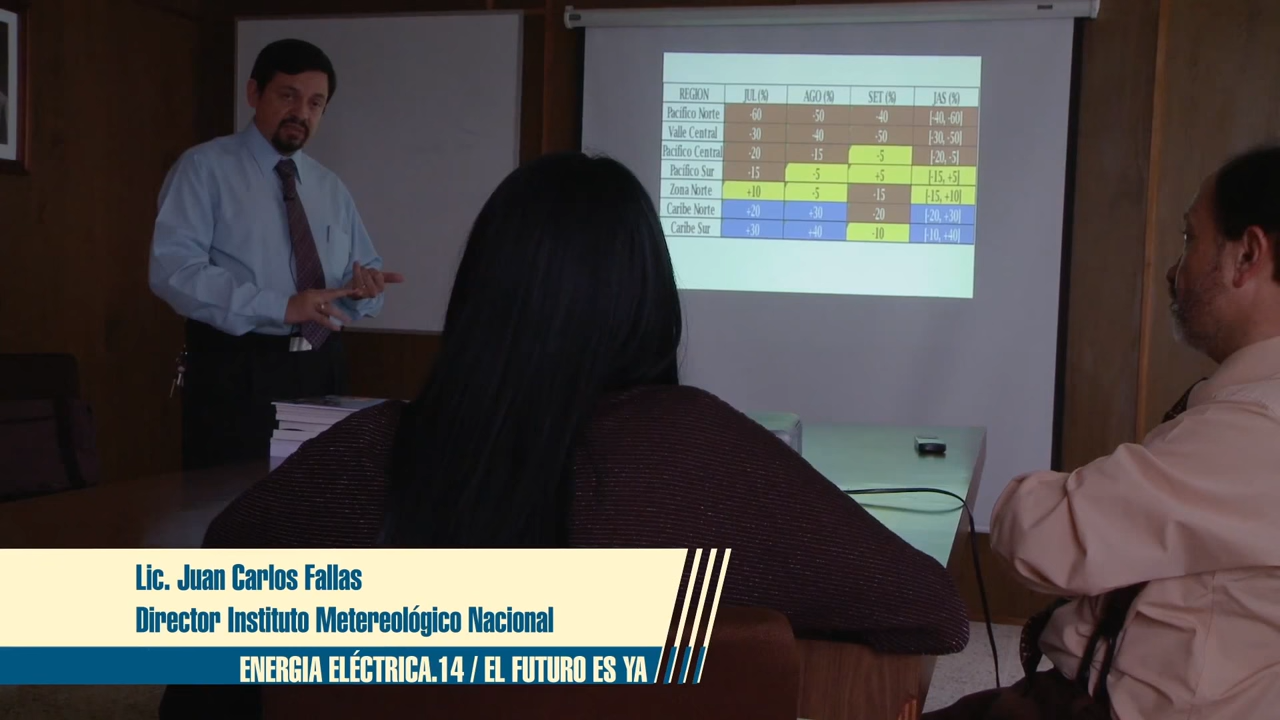 REGION JUL (%) AGO (%) SET (%) JAS (%)
Pacifico Norte -60 -50 -40 [-40, -60]
Valle Central -30 -40 -50 [-30, -50]
Pacifico Central -20 -15 -5 [-20, -5]
Pacifico Sur -15 -5 +5 [-15, +5]
Zona Norte +10 -5 -15 [-15, +10]
Caribe Norte +20 +30 -20 [-20, +30]
Caribe Sur +30 +40 -10 [-10, +40]
Lic. Juan Carlos Fallas
Director Instituto Metereológico Nacional
ENERGIA ELÉCTRICA.14 / EL FUTURO ES YA